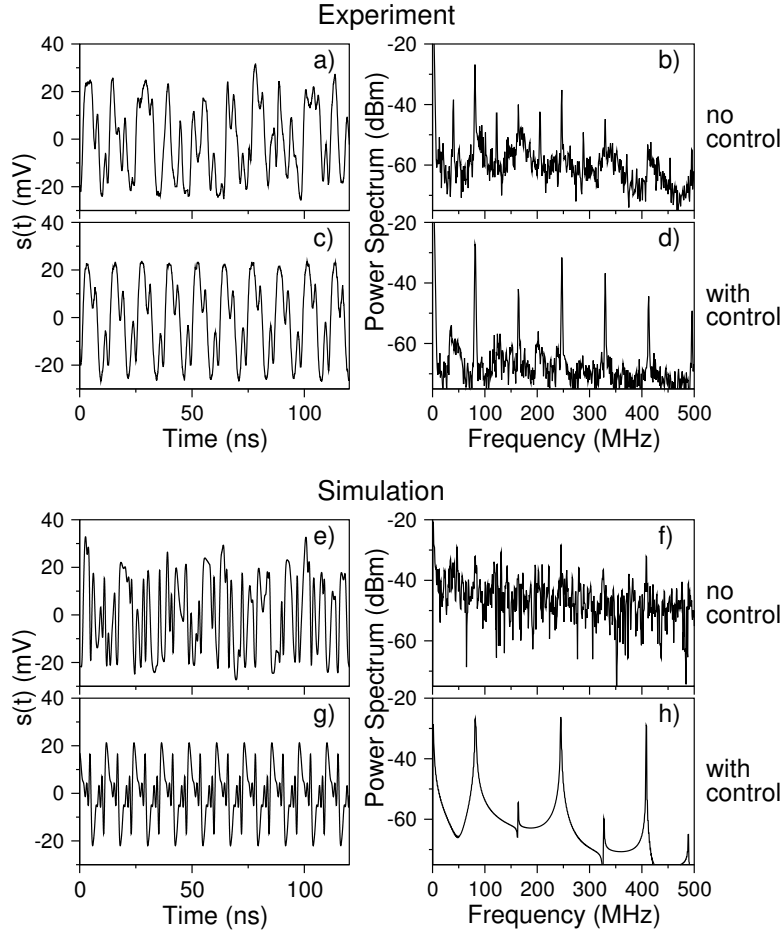 Experiment
a)
b)
40
20
0
-20
-20
-40
-60
no
control
c)
d)
40
20
0
-20
-20
-40
-60
with
control
s(t) (mV)
Power Spectrum (dBm)
0 50 100
0 100 200 300 400 500
Time (ns)
Frequency (MHz)
Simulation
e)
f)
40
20
0
-20
-20
-40
-60
no
control
g)
h)
40
20
0
-20
-20
-40
-60
with
control
s(t) (mV)
Power Spectrum (dBm)
0 50 100
0 100 200 300 400 500
Time (ns)
Frequency (MHz)